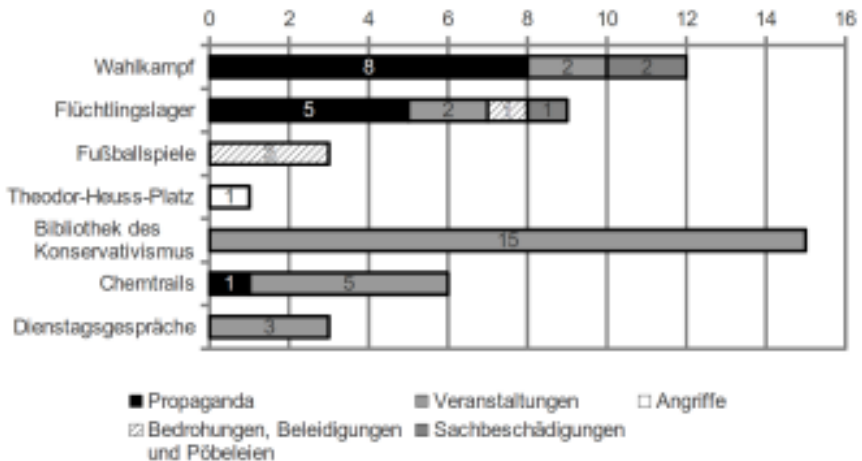 0 2 4 6 8 10 12 14 16
Wahlkampf 8 2 2
Flüchtlingslager 5 2 1 1
Fußballspiele 3
Theodor-Heuss-Platz 1
Bibliothek des
Konservativismus 15
Chemtrails 1 5
Dienstagsgespräche 3
Propaganda Veranstaltungen Angriffe
Bedrohungen, Beleidigungen Sachbeschädigungen
und Pöbeleien